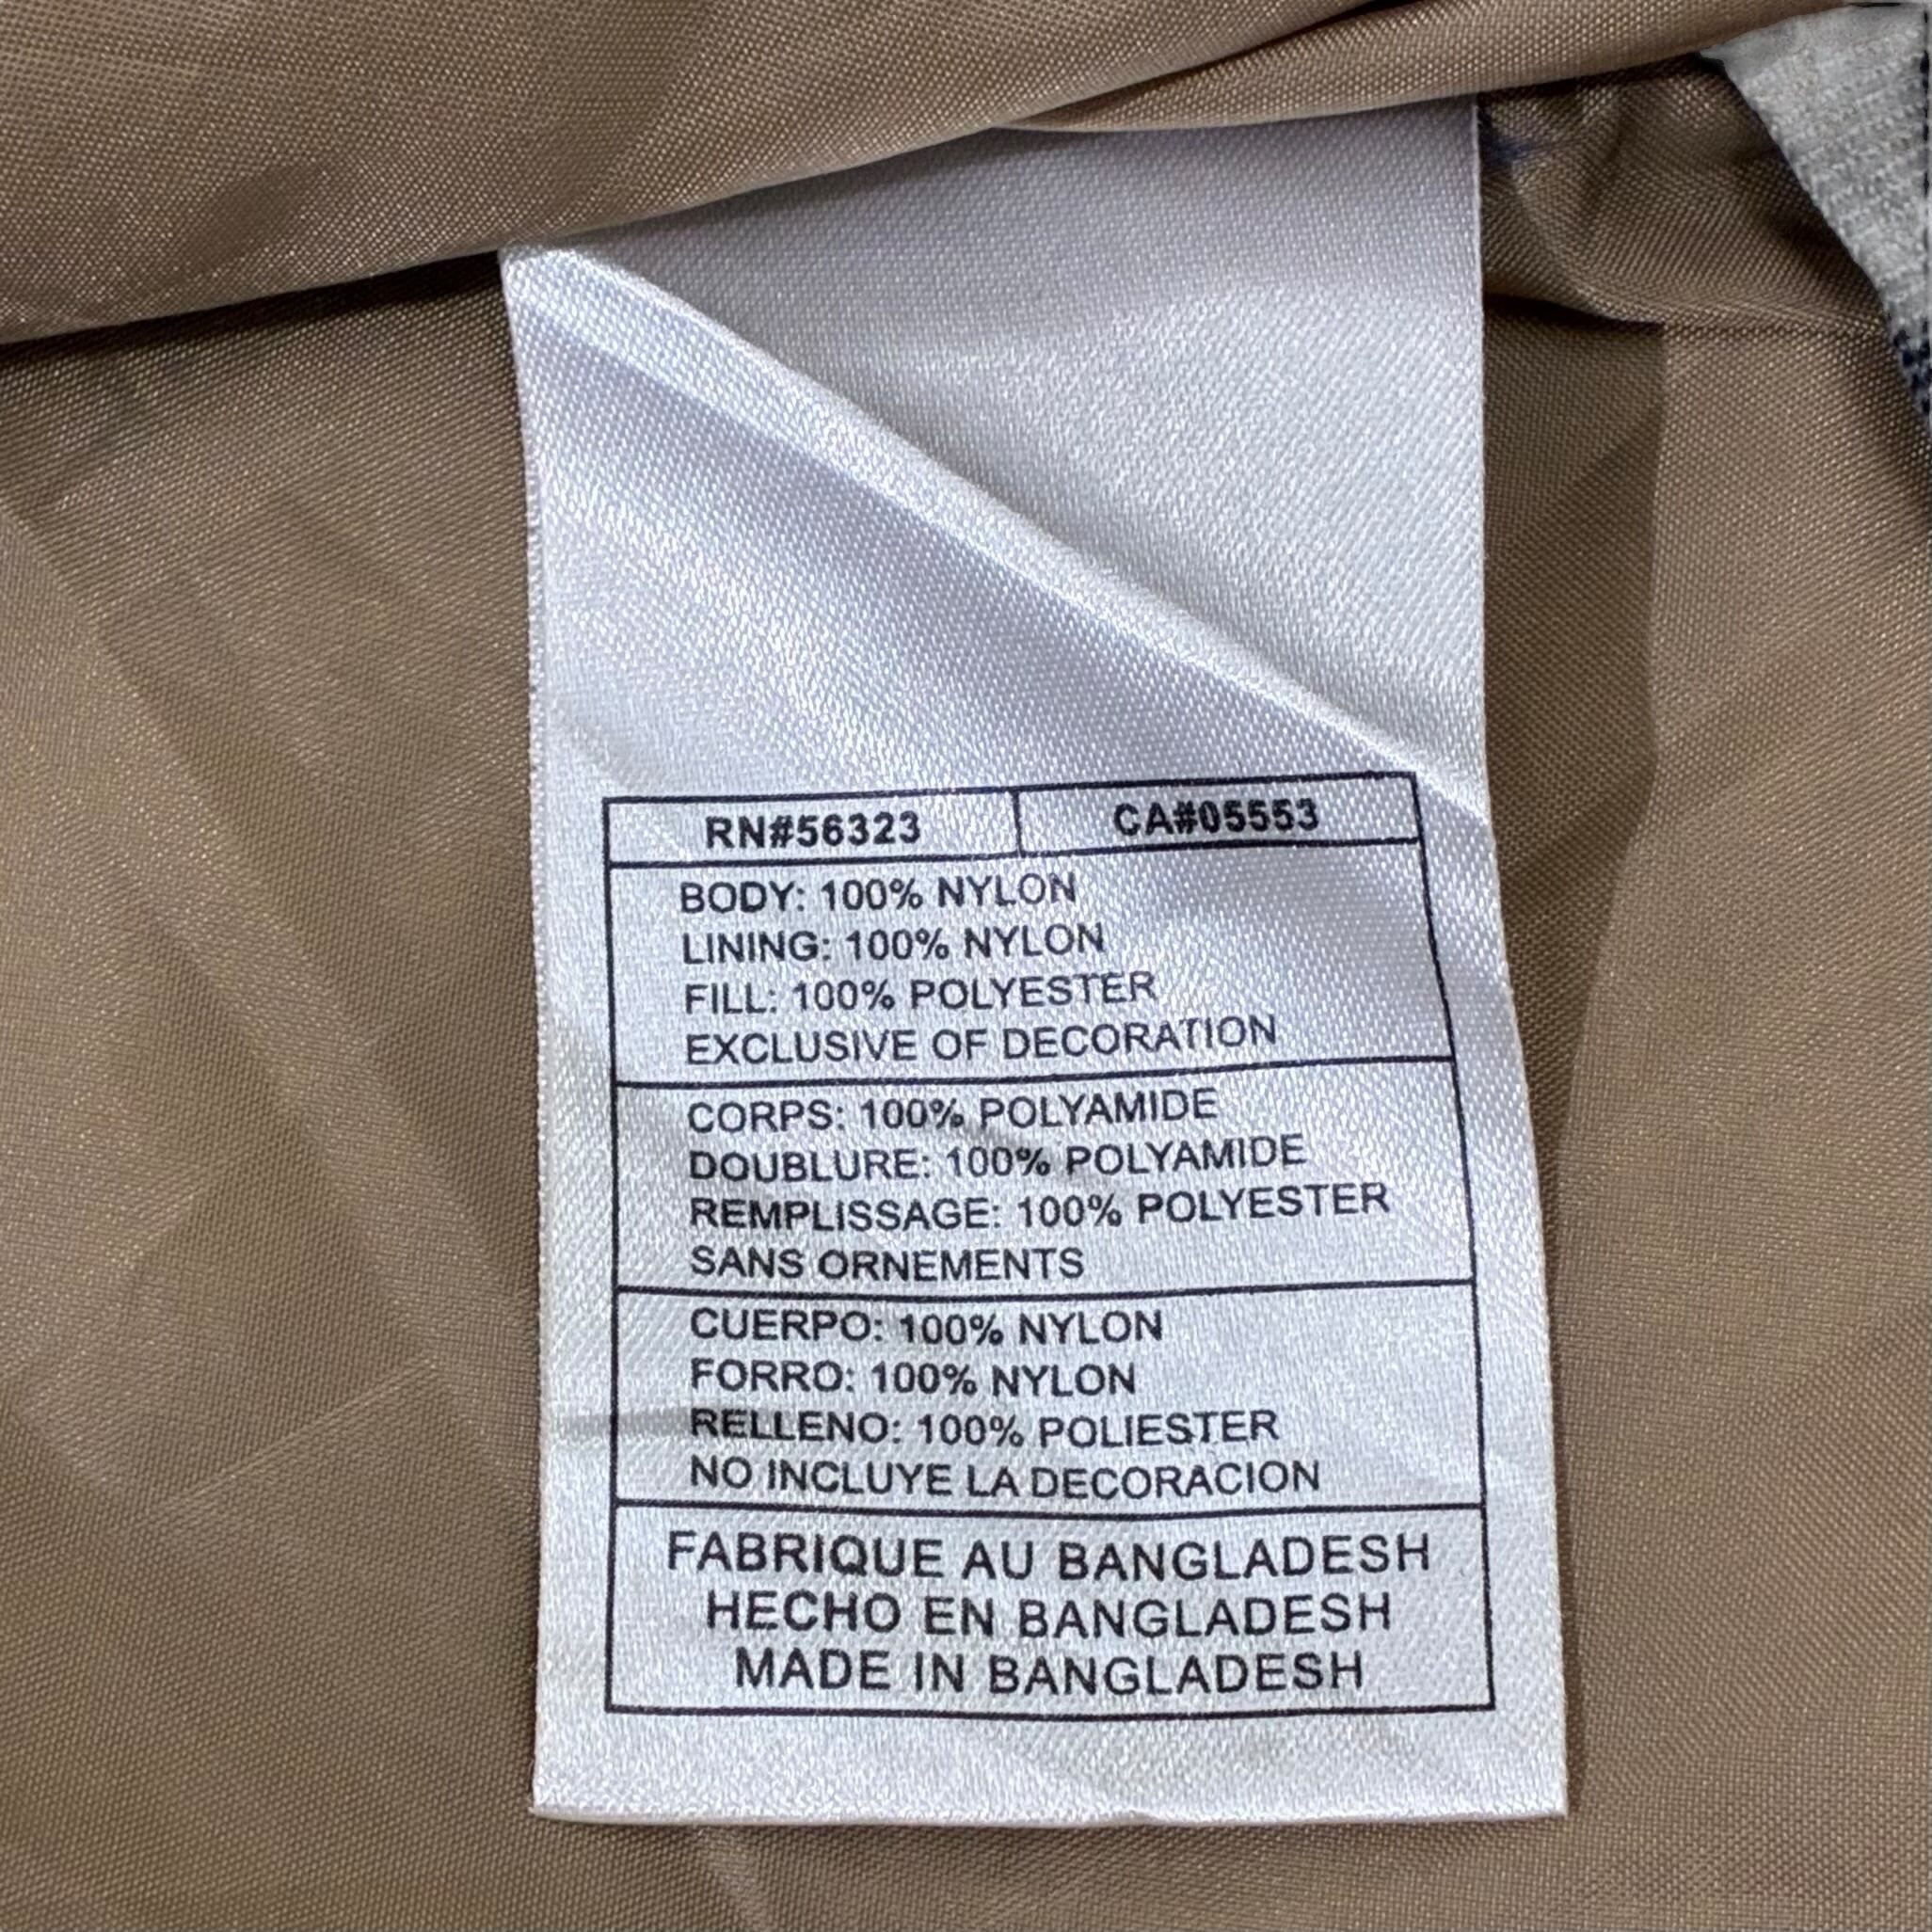 RN#56323 CA#05553
BODY: 100% NYLON
LINING: 100% NYLON
FILL: 100% POLYESTER
EXCLUSIVE OF DECORATION
CORPS: 100% POLYAMIDE
DOUBLURE: 100% POLYAMIDE
REMPLISSAGE: 100% POLYESTER
SANS ORNEMENTS
CUERPO: 100% NYLON
FORRO: 100% NYLON
RELLENO: 100% POLIESTER
NO INCLUYE LA DECORACION
FABRIQUE AU BANGLADESH
HECHO EN BANGLADESH
MADE IN BANGLADESH